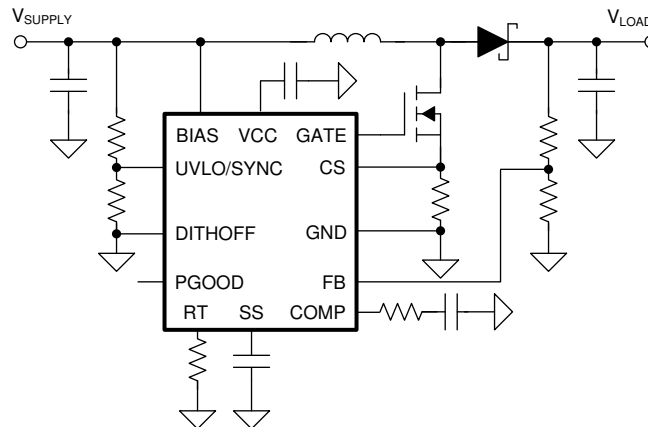 VSUPPLY
VLOAD
BIAS VCC GATE
UVLO/SYNC CS
DITHOFF GND
PGOOD FB
RT SS COMP